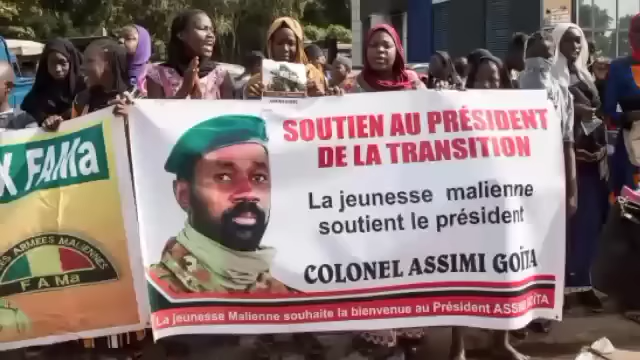 X FAMa
ES ARMÉES MALIENNES
FAMa
SOUTIEN AU PRÉSIDENT
DE LA TRANSITION
La jeunesse malienne
soutient le président
COLONEL ASSIMI GOÏTA
La jeunesse Malienne souhaite la bienvenue au Président ASSIMI GOÏTA